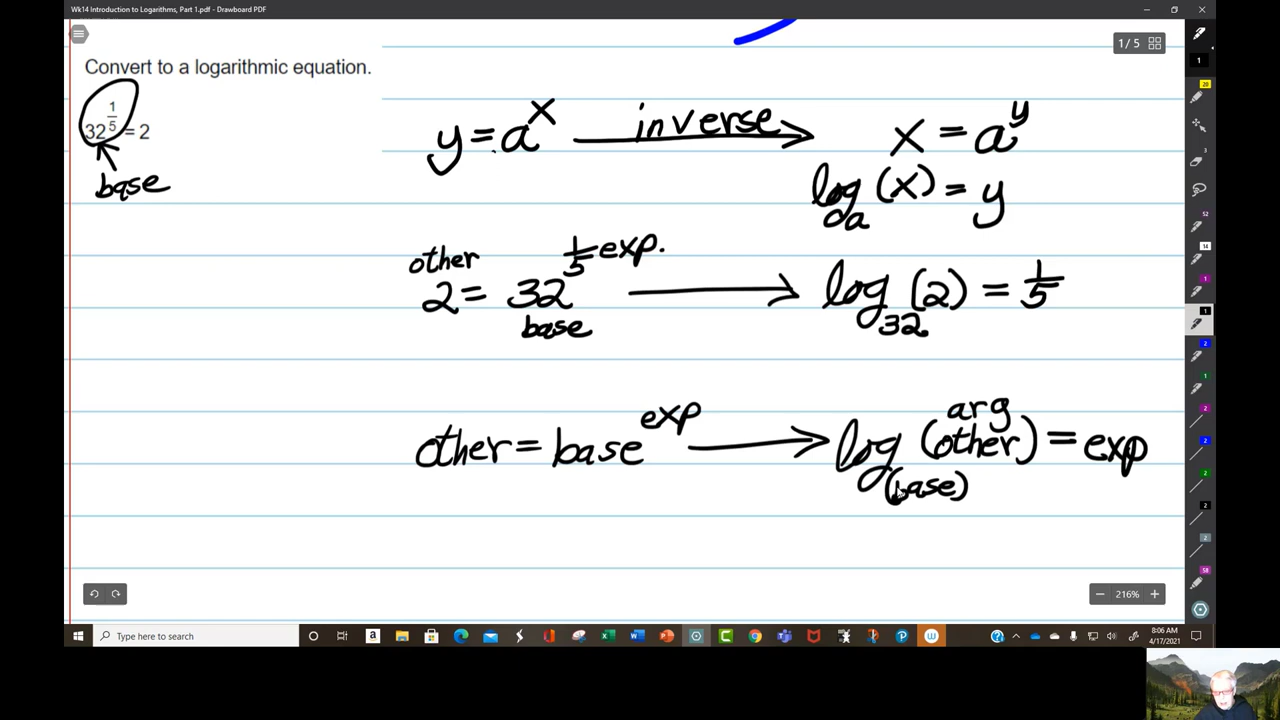 Wk14 Introduction to Logarithms, Part 1.pdf - Drawboard PDF
1 / 5
Convert to a logarithmic equation.
32^(1/5) = 2
base
y = a^x inverse x = a^y
log_a (x) = y
other 1/5 exp.
2 = 32 log_32 (2) = 1/5
base
exp arg
other = base log (other) = exp
(base)
216%
Type here to search
8:06 AM
4/17/2021